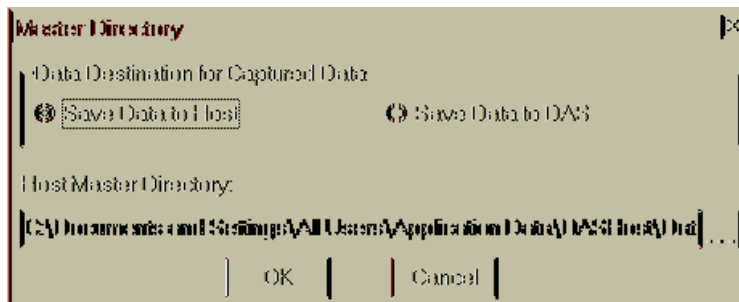 Master Directory
Data Destination for Captured Data
Save Data to Host
Save Data to DAS
Host Master Directory:
C:\Documents and Settings\All Users\Application Data\DASHost\Dat
...
OK
Cancel